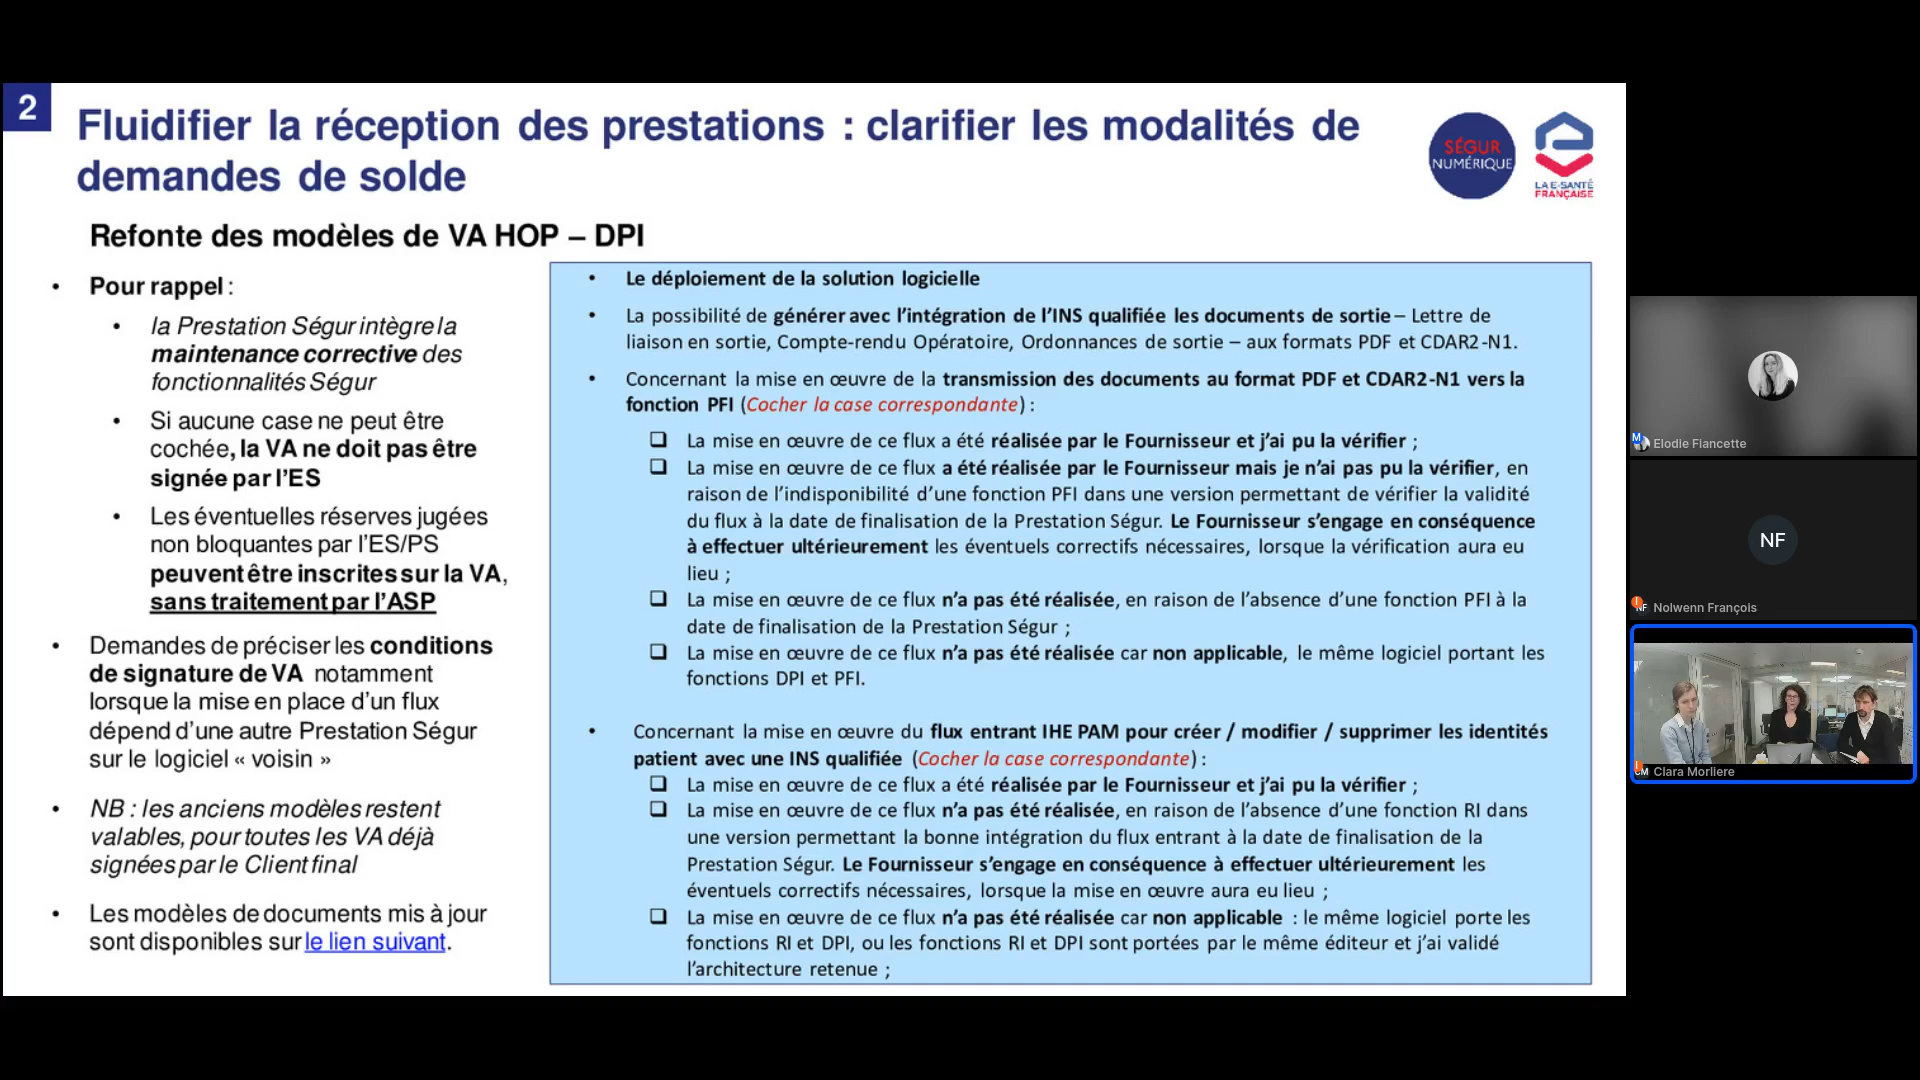 2
Fluidifier la réception des prestations : clarifier les modalités de
demandes de solde
SÉGUR
NUMÉRIQUE
LA E-SANTÉ
FRANÇAISE
Refonte des modèles de VA HOP – DPI
• Pour rappel :
• la Prestation Ségur intègre la
maintenance corrective des
fonctionnalités Ségur
• Si aucune case ne peut être
cochée, la VA ne doit pas être
signée par l’ES
• Les éventuelles réserves jugées
non bloquantes par l’ES/PS
peuvent être inscrites sur la VA,
sans traitement par l’ASP
• Demandes de préciser les conditions
de signature de VA notamment
lorsque la mise en place d’un flux
dépend d’une autre Prestation Ségur
sur le logiciel « voisin »
• NB : les anciens modèles restent
valables, pour toutes les VA déjà
signées par le Client final
• Les modèles de documents mis à jour
sont disponibles sur le lien suivant.
• Le déploiement de la solution logicielle
• La possibilité de générer avec l’intégration de l’INS qualifiée les documents de sortie – Lettre de
liaison en sortie, Compte-rendu Opératoire, Ordonnances de sortie – aux formats PDF et CDAR2-N1.
• Concernant la mise en œuvre de la transmission des documents au format PDF et CDAR2-N1 vers la
fonction PFI (Cocher la case correspondante) :
❑ La mise en œuvre de ce flux a été réalisée par le Fournisseur et j’ai pu la vérifier ;
❑ La mise en œuvre de ce flux a été réalisée par le Fournisseur mais je n’ai pas pu la vérifier, en
raison de l’indisponibilité d’une fonction PFI dans une version permettant de vérifier la validité
du flux à la date de finalisation de la Prestation Ségur. Le Fournisseur s’engage en conséquence
à effectuer ultérieurement les éventuels correctifs nécessaires, lorsque la vérification aura eu
lieu ;
❑ La mise en œuvre de ce flux n’a pas été réalisée, en raison de l’absence d’une fonction PFI à la
date de finalisation de la Prestation Ségur ;
❑ La mise en œuvre de ce flux n’a pas été réalisée car non applicable, le même logiciel portant les
fonctions DPI et PFI.
• Concernant la mise en œuvre du flux entrant IHE PAM pour créer / modifier / supprimer les identités
patient avec une INS qualifiée (Cocher la case correspondante) :
❑ La mise en œuvre de ce flux a été réalisée par le Fournisseur et j’ai pu la vérifier ;
❑ La mise en œuvre de ce flux n’a pas été réalisée, en raison de l’absence d’une fonction RI dans
une version permettant la bonne intégration du flux entrant à la date de finalisation de la
Prestation Ségur. Le Fournisseur s’engage en conséquence à effectuer ultérieurement les
éventuels correctifs nécessaires, lorsque la mise en œuvre aura eu lieu ;
❑ La mise en œuvre de ce flux n’a pas été réalisée car non applicable : le même logiciel porte les
fonctions RI et DPI, ou les fonctions RI et DPI sont portées par le même éditeur et j’ai validé
l’architecture retenue ;
M Elodie Flancette
NF
NF Nolwenn François
CM Clara Morliere